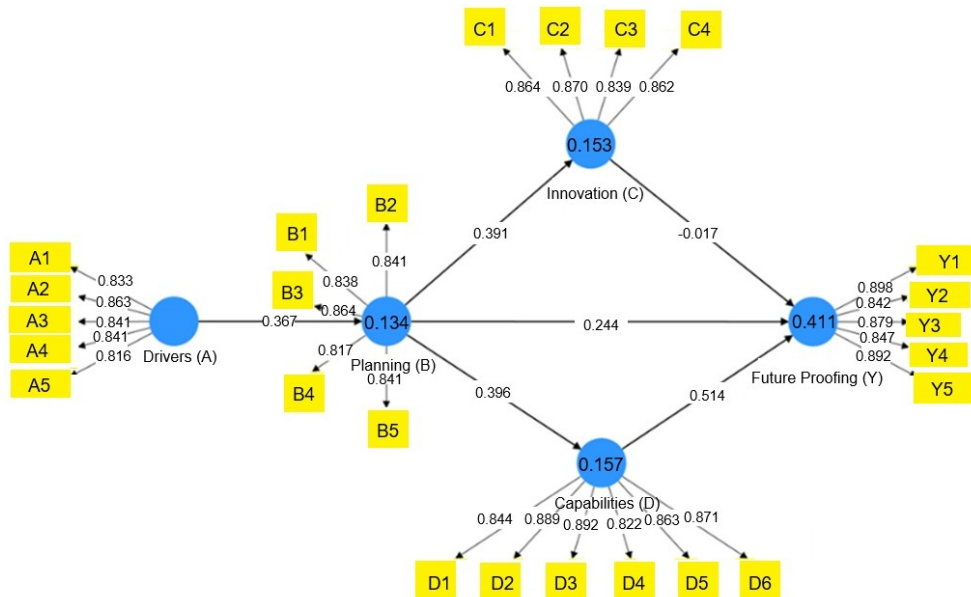 C1
C2
C3
C4
0.864
0.870
0.839
0.862
0.153
Innovation (C)
B2
B1
B3
0.841
0.838
0.864
0.391
-0.017
A1
A2
A3
A4
A5
0.833
0.863
0.841
0.841
0.816
Drivers (A)
0.367
0.134
Planning (B)
0.817
0.841
B4
B5
0.244
0.396
0.514
0.411
Future Proofing (Y)
0.898
0.842
0.879
0.847
0.892
Y1
Y2
Y3
Y4
Y5
0.157
Capabilities (D)
0.844
0.889
0.892
0.822
0.863
0.871
D1
D2
D3
D4
D5
D6